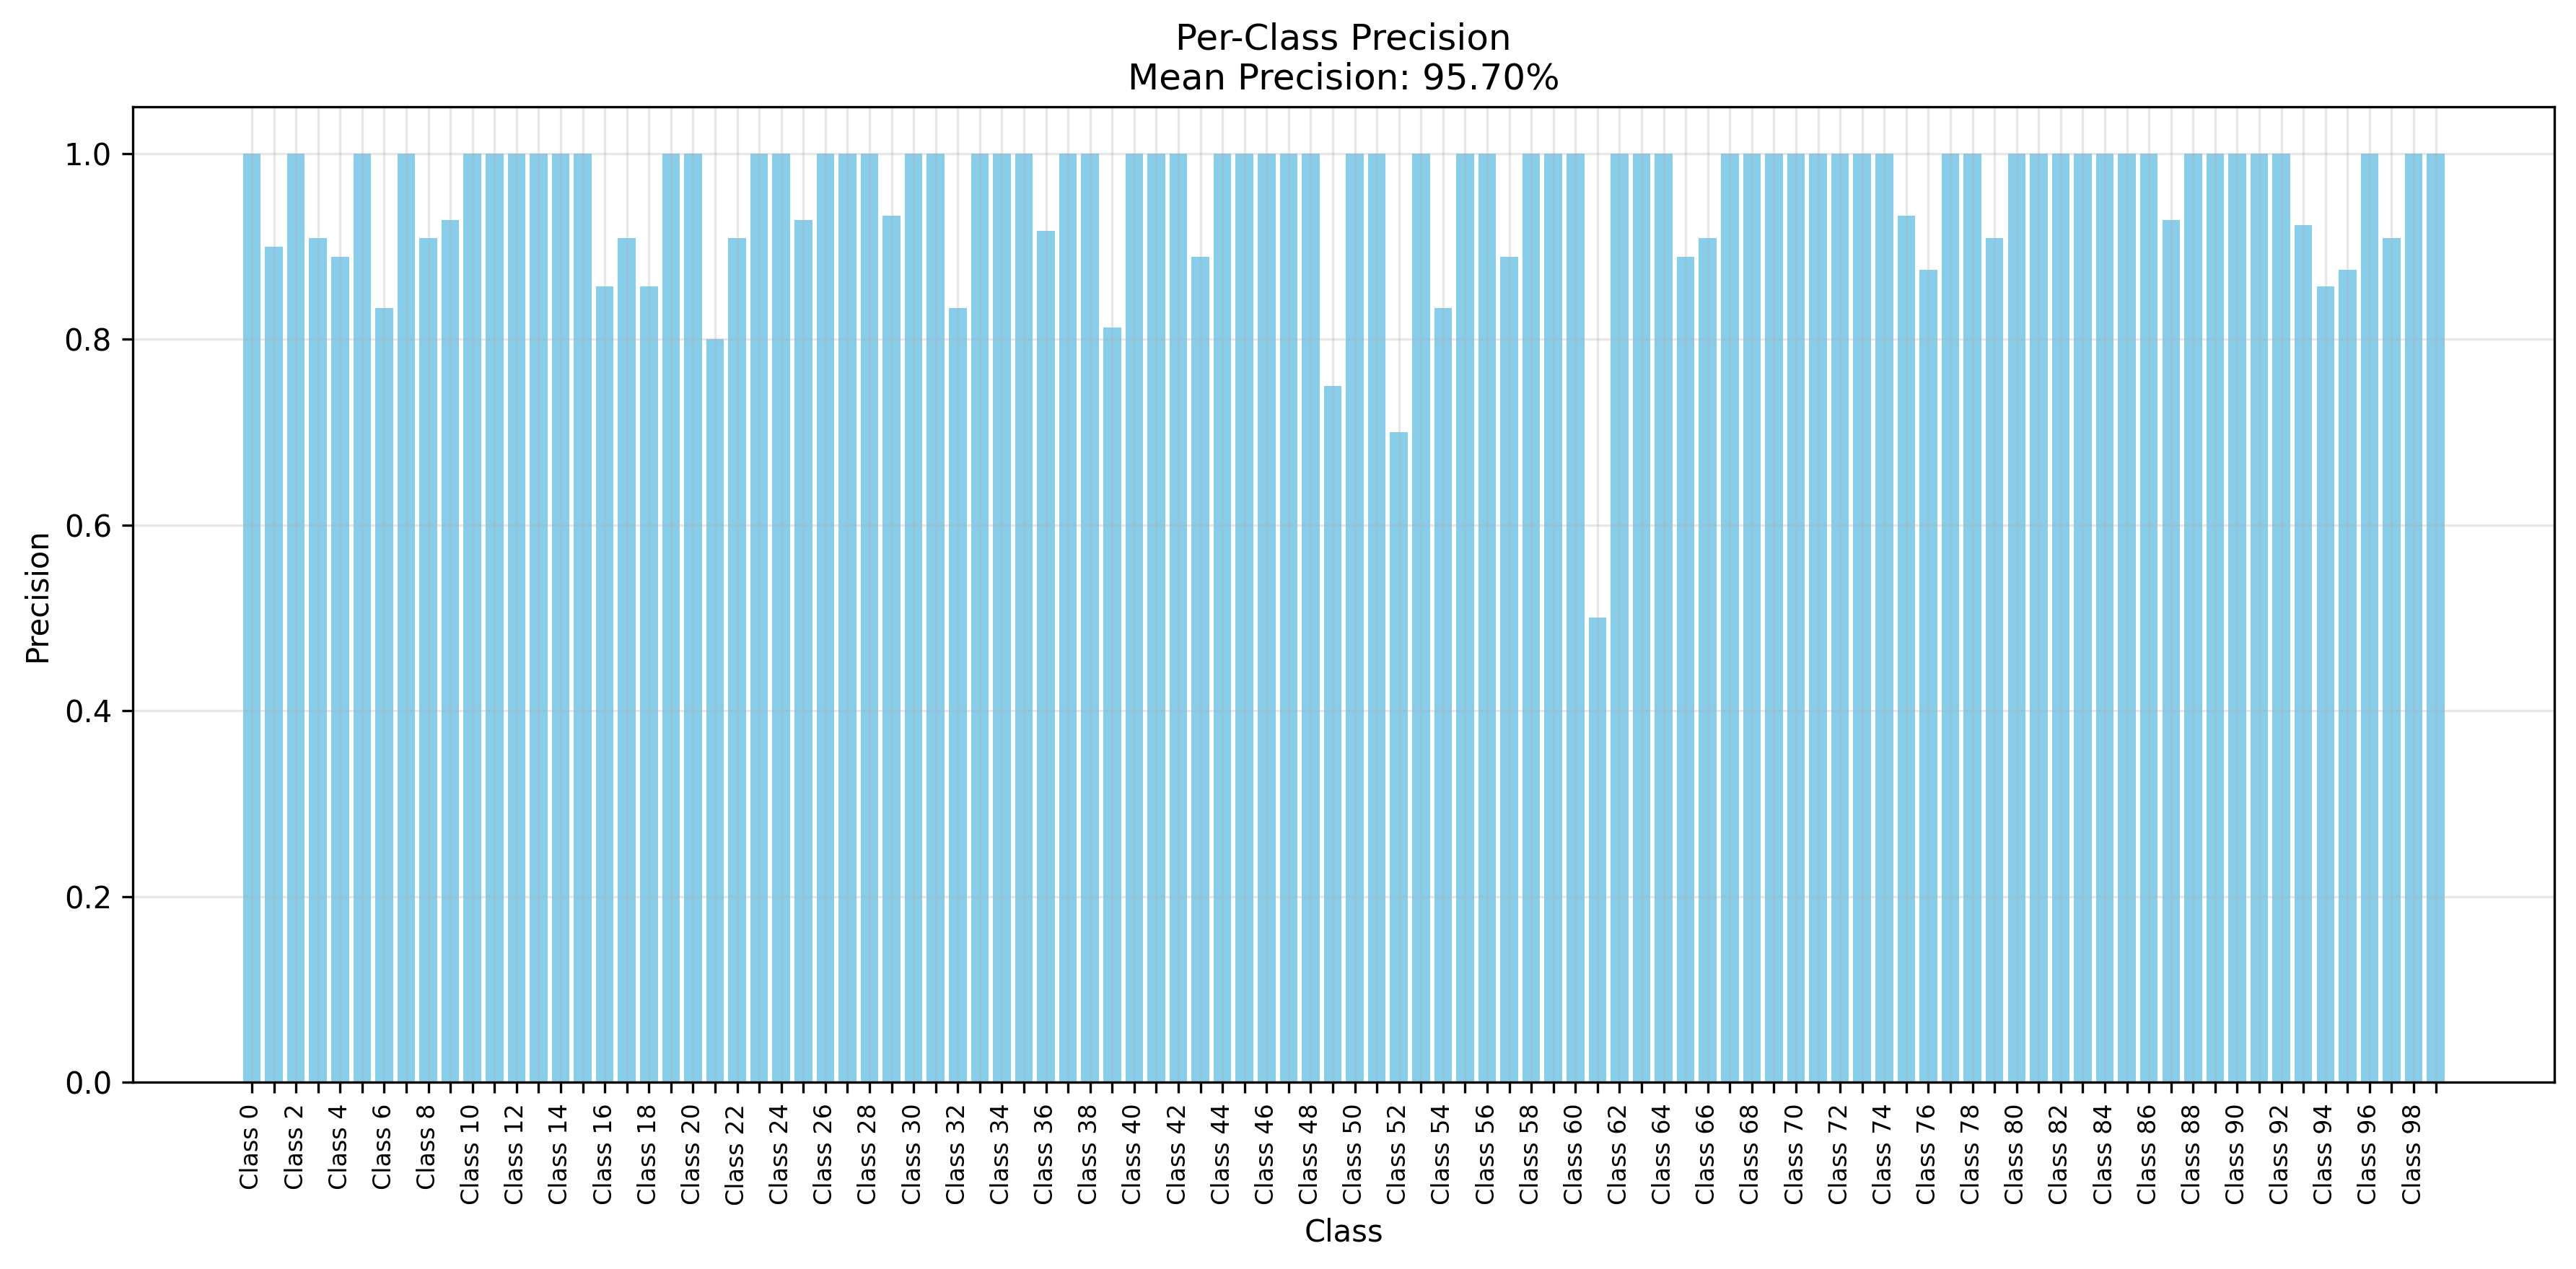 Per-Class Precision
Mean Precision: 95.70%
1.0
0.8
0.6
0.4
0.2
0.0
Precision
Class 0
Class 2
Class 4
Class 6
Class 8
Class 10
Class 12
Class 14
Class 16
Class 18
Class 20
Class 22
Class 24
Class 26
Class 28
Class 30
Class 32
Class 34
Class 36
Class 38
Class 40
Class 42
Class 44
Class 46
Class 48
Class 50
Class 52
Class 54
Class 56
Class 58
Class 60
Class 62
Class 64
Class 66
Class 68
Class 70
Class 72
Class 74
Class 76
Class 78
Class 80
Class 82
Class 84
Class 86
Class 88
Class 90
Class 92
Class 94
Class 96
Class 98
Class